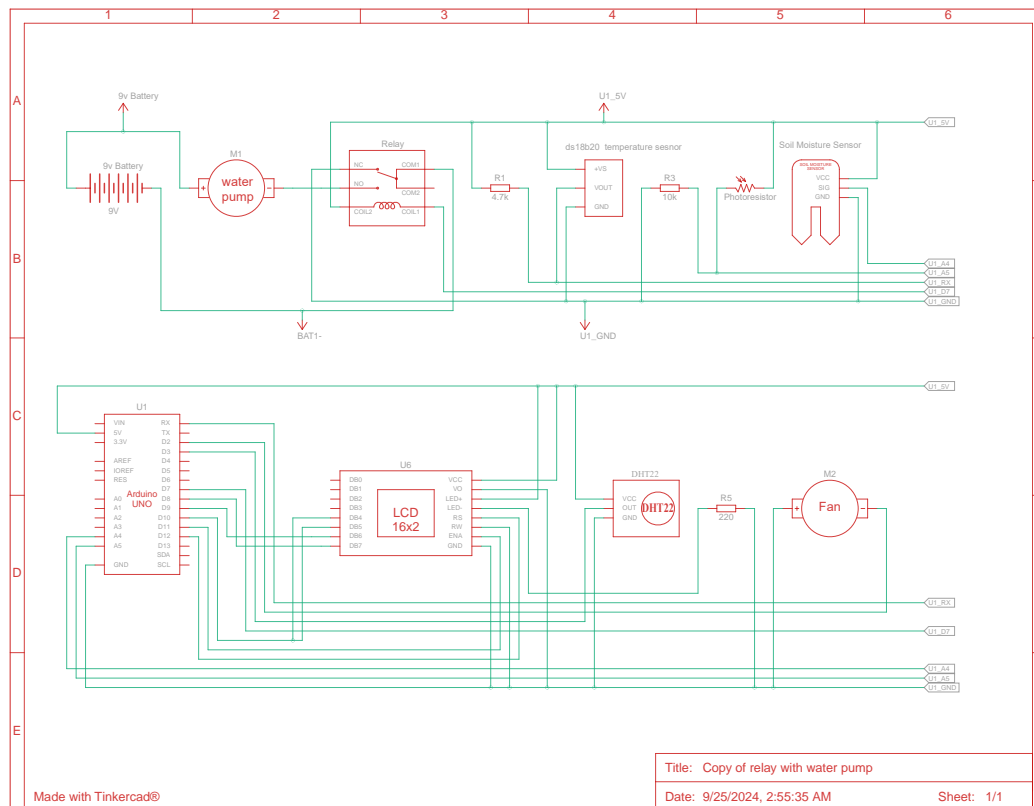 1 2 3 4 5 6
A
B
C
D
E
9v Battery
9v Battery
9V
M1
water
pump
+ -
Relay
NC
NO
COIL2
COM1
COM2
COIL1
BAT1-
U1_5V
R1
4.7k
ds18b20 temperature sesnor
+VS
VOUT
GND
R3
10k
Photoresistor
Soil Moisture Sensor
SOIL MOISTURE
SENSOR
VCC
SIG
GND
U1_5V
U1_A4
U1_A5
U1_RX
U1_D7
U1_GND
U1_GND
U1_5V
U1
VIN
5V
3.3V
AREF
IOREF
RES
A0
A1
A2
A3
A4
A5
GND
Arduino
UNO
RX
TX
D2
D3
D4
D5
D6
D7
D8
D9
D10
D11
D12
D13
SDA
SCL
U6
DB0
DB1
DB2
DB3
DB4
DB5
DB6
DB7
LCD
16x2
VCC
VO
LED+
LED-
RS
RW
ENA
GND
DHT22
VCC
OUT
GND
DHT22
R5
220
M2
Fan
+ -
U1_RX
U1_D7
U1_A4
U1_A5
U1_GND
Title: Copy of relay with water pump
Made with Tinkercad®
Date: 9/25/2024, 2:55:35 AM Sheet: 1/1